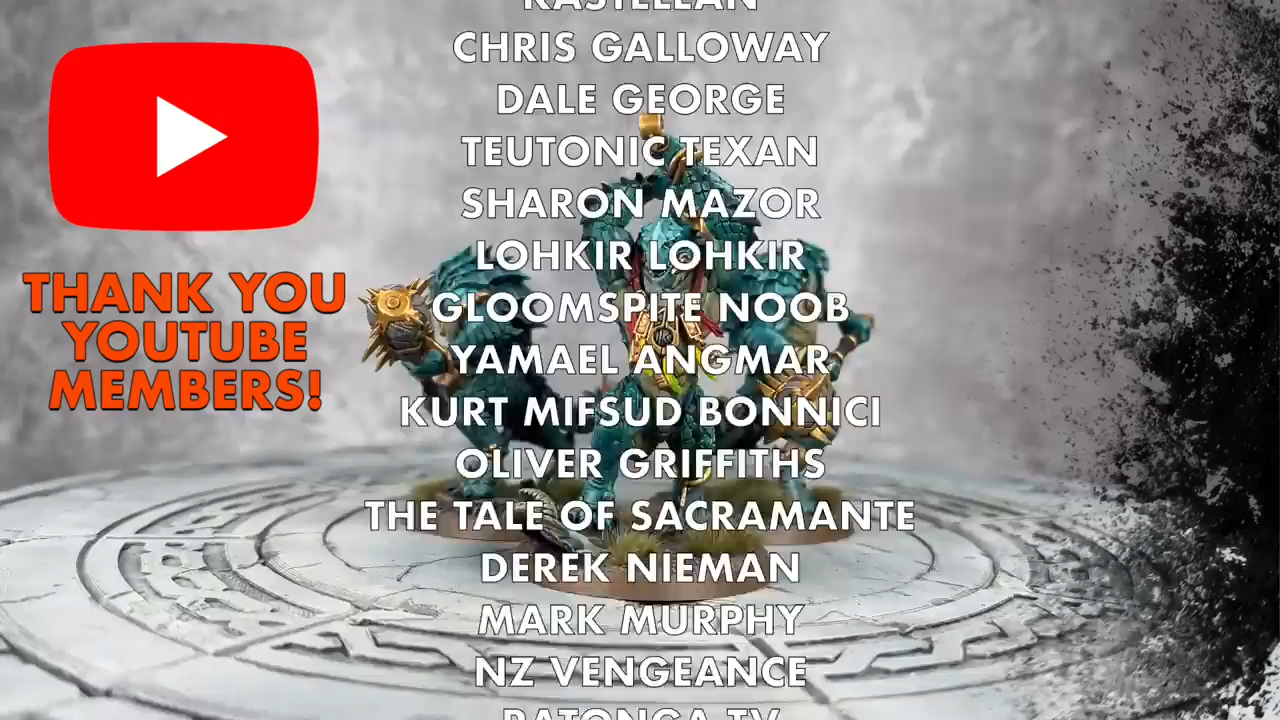 KASTELLAN
CHRIS GALLOWAY
DALE GEORGE
TEUTONIC TEXAN
SHARON MAZOR
LOHKIR LOHKIR
GLOOMSPITE NOOB
YAMAEL ANGMAR
KURT MIFSUD BONNICI
OLIVER GRIFFITHS
THE TALE OF SACRAMANTE
DEREK NIEMAN
MARK MURPHY
NZ VENGEANCE
THANK YOU
YOUTUBE
MEMBERS!